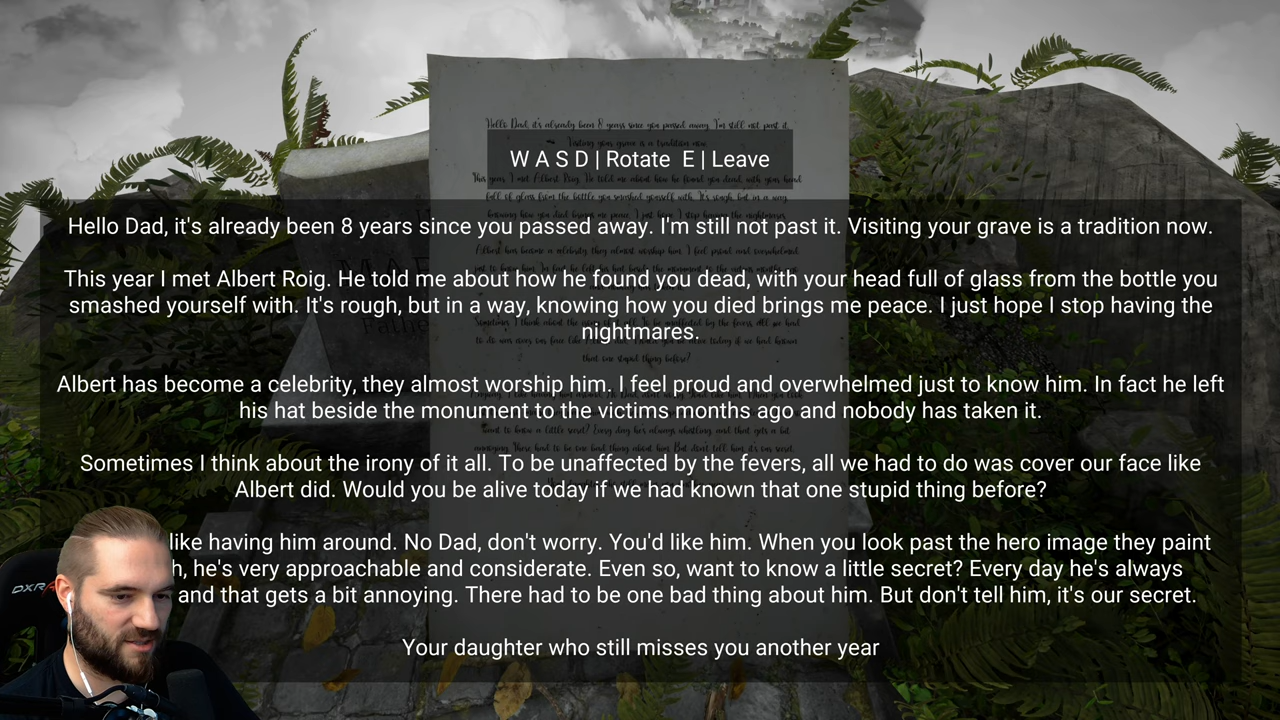 W A S D | Rotate E | Leave
Hello Dad, it's already been 8 years since you passed away. I'm still not past it. Visiting your grave is a tradition now.
This year I met Albert Roig. He told me about how he found you dead, with your head full of glass from the bottle you
smashed yourself with. It's rough, but in a way, knowing how you died brings me peace. I just hope I stop having the
nightmares.
Albert has become a celebrity, they almost worship him. I feel proud and overwhelmed just to know him. In fact he left
his hat beside the monument to the victims months ago and nobody has taken it.
Sometimes I think about the irony of it all. To be unaffected by the fevers, all we had to do was cover our face like
Albert did. Would you be alive today if we had known that one stupid thing before?
like having him around. No Dad, don't worry. You'd like him. When you look past the hero image they paint
he's very approachable and considerate. Even so, want to know a little secret? Every day he's always
and that gets a bit annoying. There had to be one bad thing about him. But don't tell him, it's our secret.
Your daughter who still misses you another year